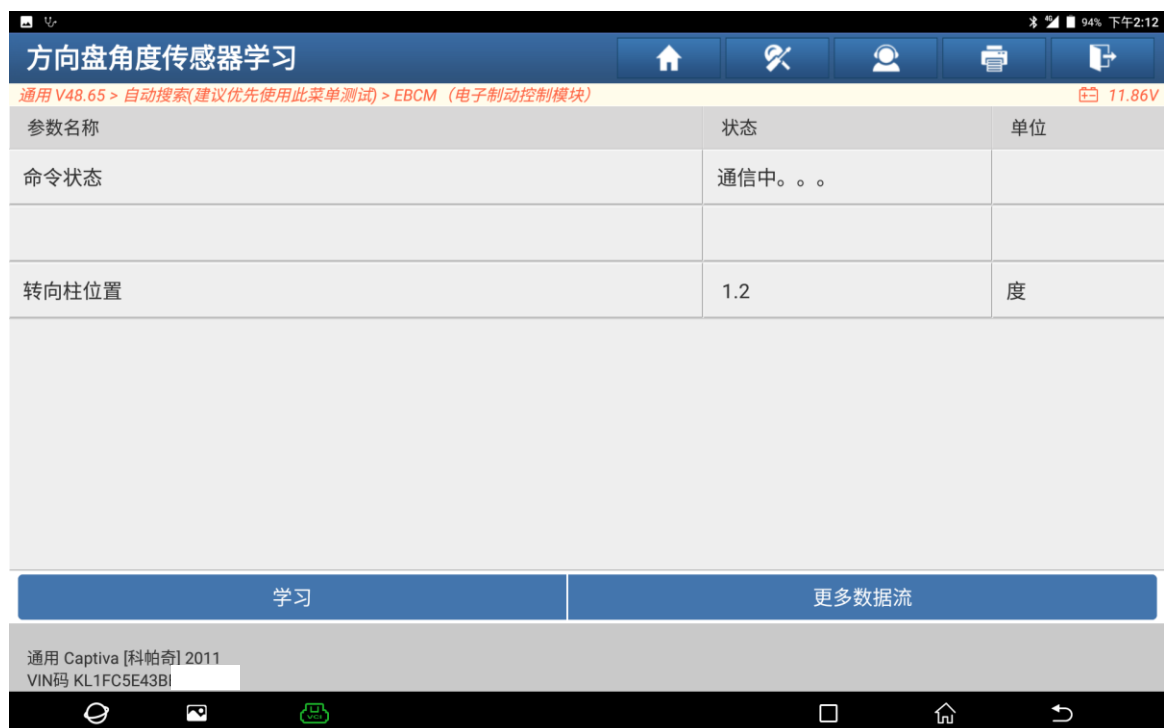 94% 下午2:12
方向盘角度传感器学习
通用 V48.65 > 自动搜索(建议优先使用此菜单测试) > EBCM（电子制动控制模块） 11.86V
参数名称 状态 单位
命令状态 通信中。。。
转向柱位置 1.2 度
学习 更多数据流
通用 Captiva [科帕奇] 2011
VIN码 KL1FC5E43B
VCI